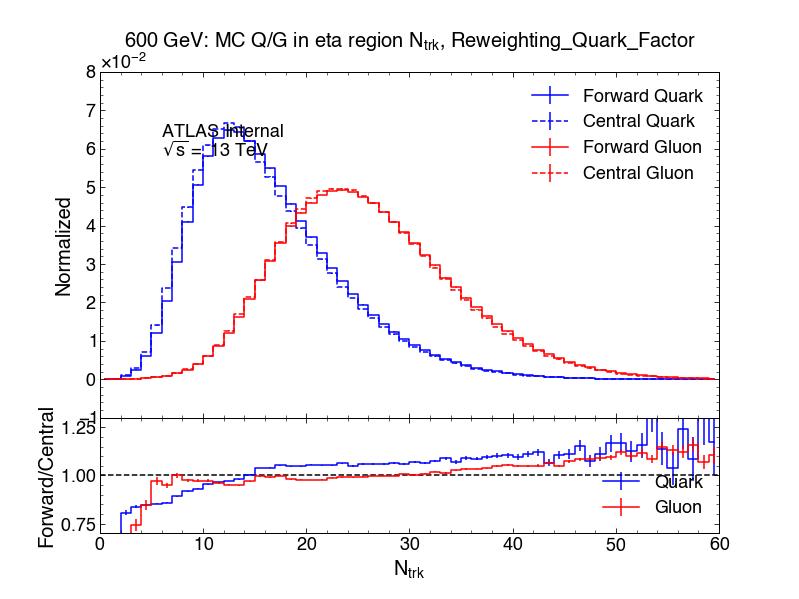 600 GeV: MC Q/G in eta region N_trk, Reweighting_Quark_Factor
×10⁻²
8
7
6
5
4
3
2
1
0
−1
Normalized
ATLAS Internal
√s = 13 TeV
Forward Quark
Central Quark
Forward Gluon
Central Gluon
1.25
1.00
0.75
Forward/Central
Quark
Gluon
0 10 20 30 40 50 60
N_trk